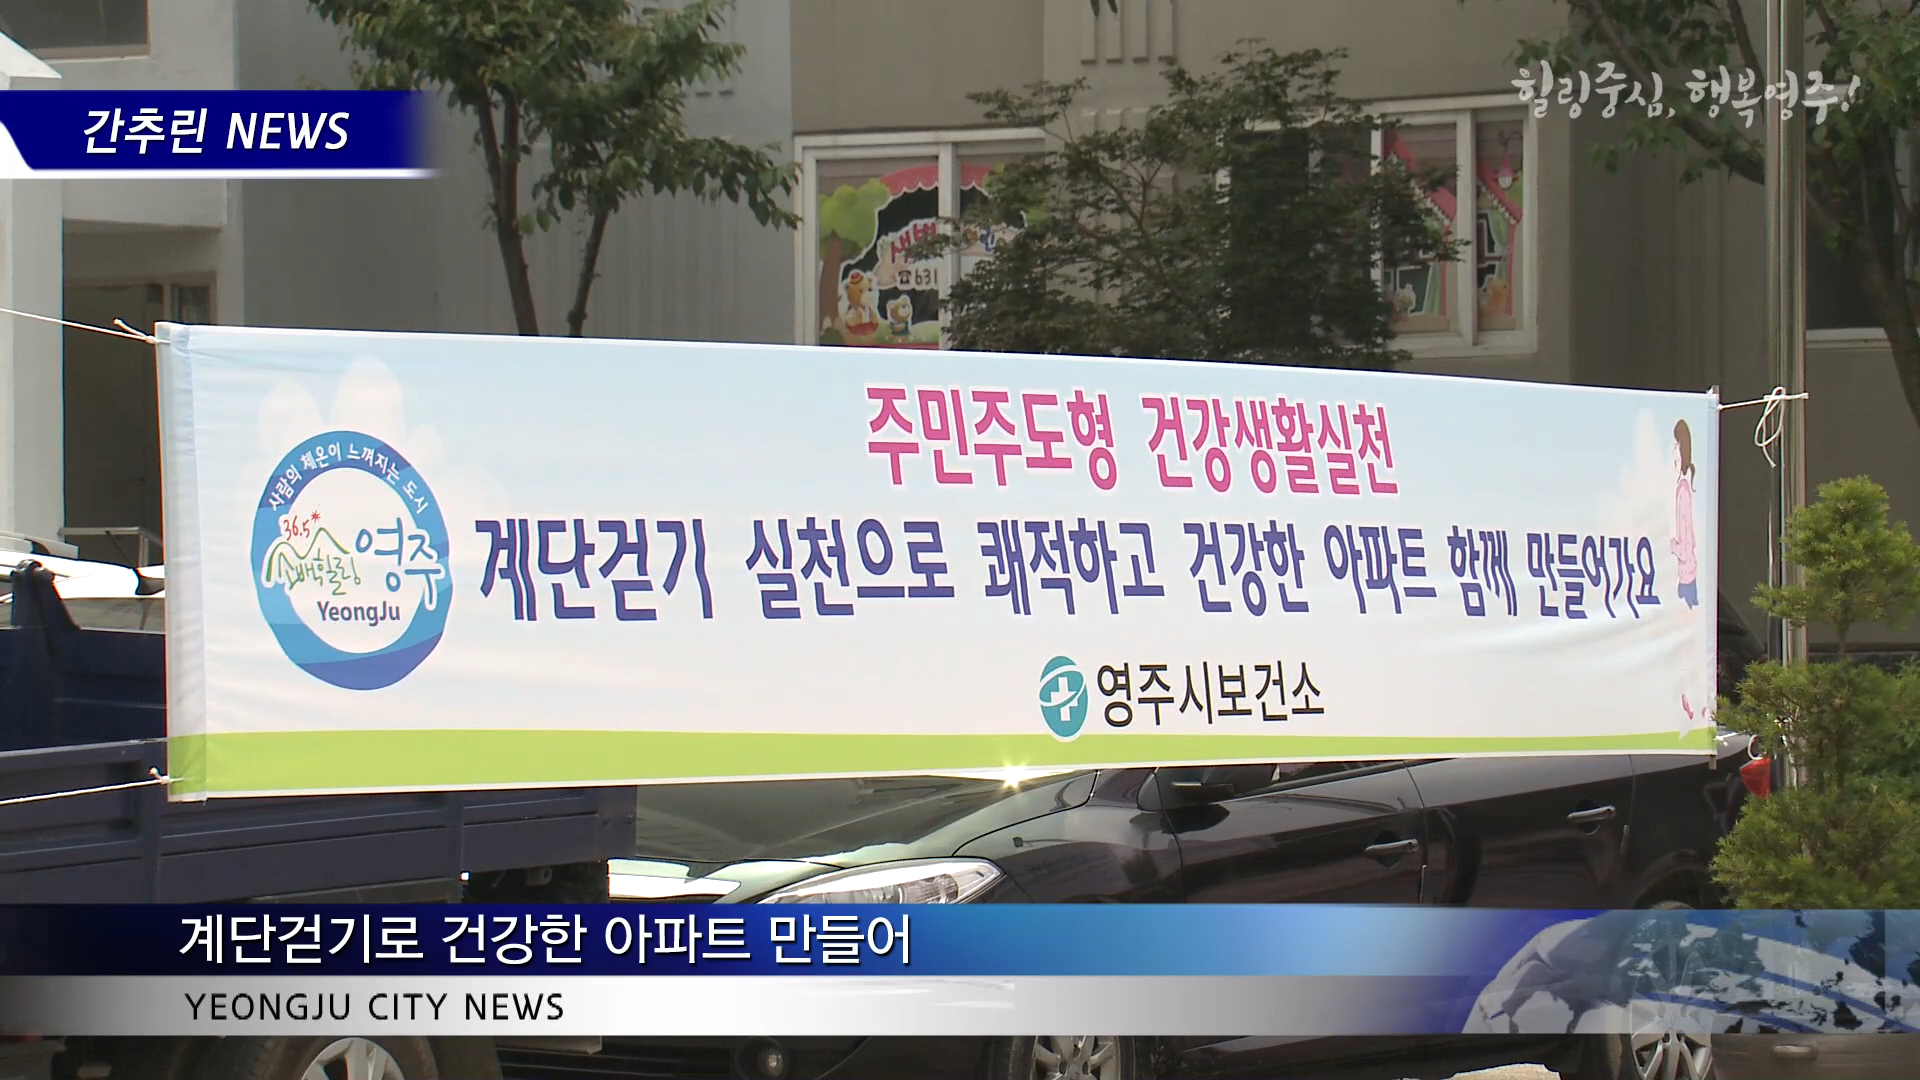 힐링중심, 행복영주!
간추린 NEWS
☎631
주민주도형 건강생활실천
사람의 체온이 느껴지는 도시
36.5*
소백힐링 영주
YeongJu
계단걷기 실천으로 쾌적하고 건강한 아파트 함께 만들어가요
영주시보건소
계단걷기로 건강한 아파트 만들어
YEONGJU CITY NEWS